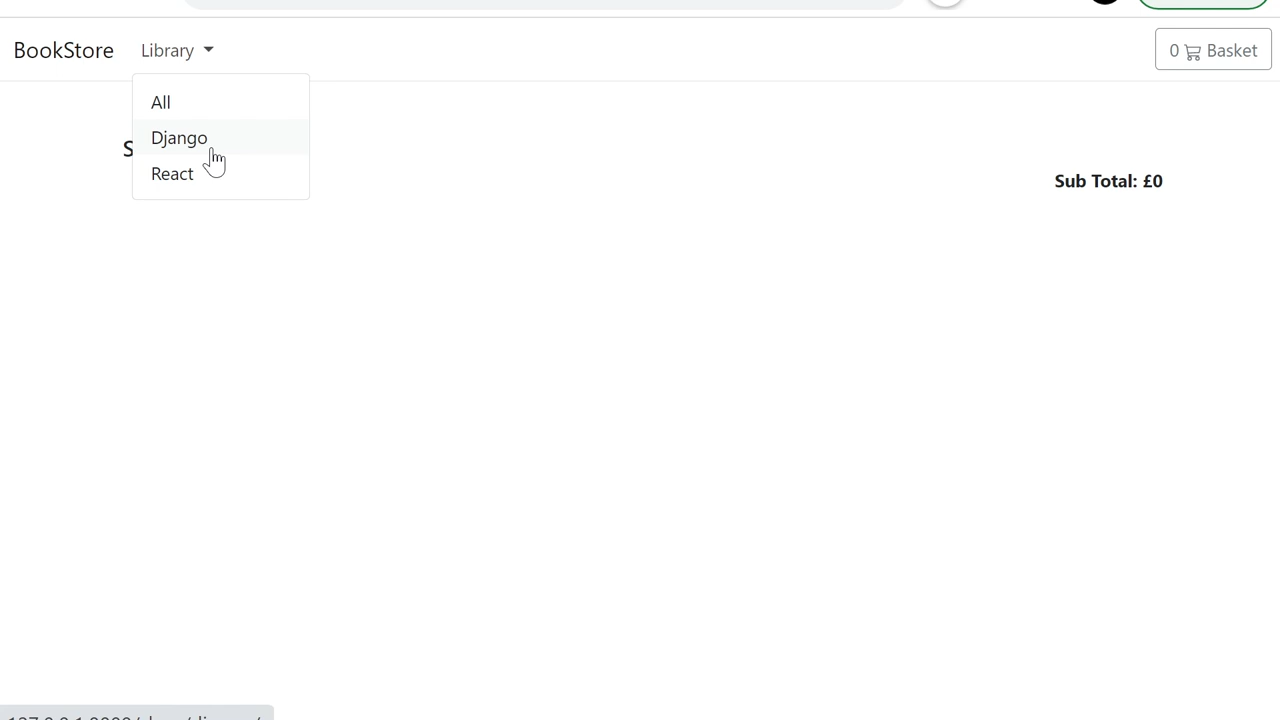 BookStore Library
0 Basket
All
Django
S
React
Sub Total: £0